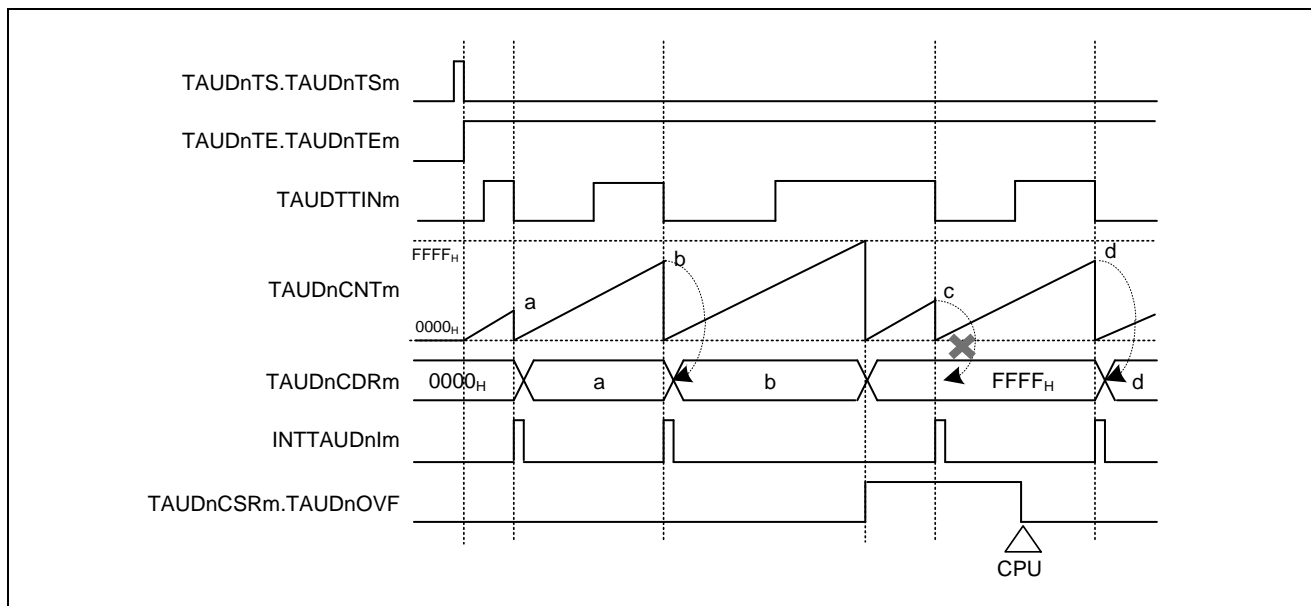 TAUDnTS.TAUDnTSm
TAUDnTE.TAUDnTEm
TAUDTTINm
FFFFH
b
d
TAUDnCNTm
a
c
0000H
TAUDnCDRm
0000H
a
b
FFFFH
d
INTTAUDnIm
TAUDnCSRm.TAUDnOVF
CPU